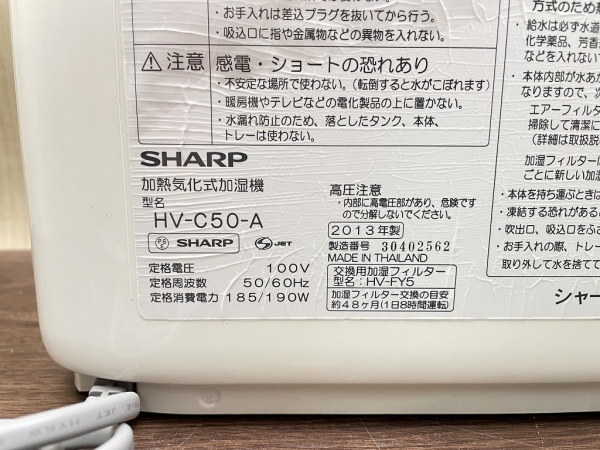 ・お手入れは差込プラグを抜いてから行う。
・吸込口に指や金属物などの異物を入れない。
注意 感電・ショートの恐れあり
・不安定な場所で使わない。(転倒すると水がこぼれます)
・暖房機やテレビなどの電化製品の上に置かない。
・水漏れ防止のため、落としたタンク、本体、
トレーは使わない。
SHARP
加熱気化式加湿機
型名
HV-C50-A
PSE SHARP S JET
定格電圧 100V
定格周波数 50/60Hz
定格消費電力 185/190W
高圧注意
・内部に高電圧部があり、危険です
ので分解しないでください。
2013年製
製造番号 30402562
MADE IN THAILAND
交換用加湿フィルター
型名:HV-FY5
加湿フィルター交換の目安
約48ヶ月(1日8時間運転)
方式のため
・給水は必ず水道
化学薬品、芳香
などを入れない
・本体内部が水あか
なりますので、次
エアーフィルタ
掃除して清潔に
(詳細は取扱説
加湿フィルター
ごとに新しい加湿
・本体を持ち運ぶときは
・凍結する恐れがあると
・吹出口、吸込口をふさ
・お手入れの際、トレー
取り外して水を捨てて
シャー